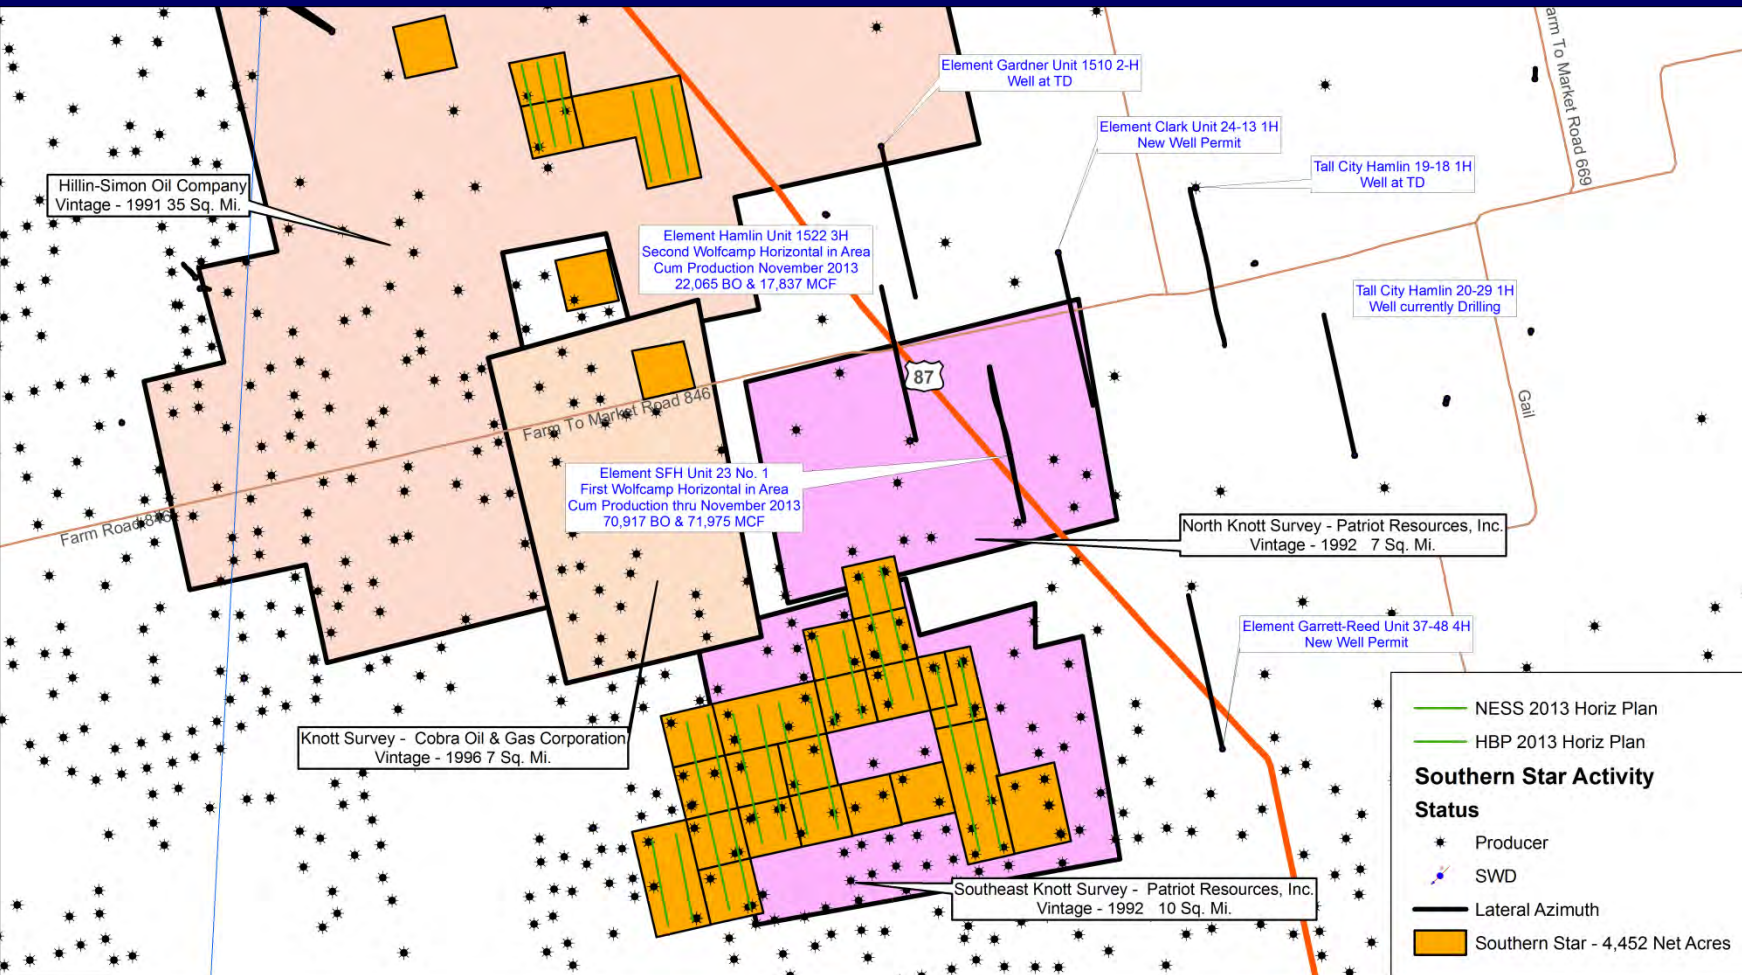 Element Gardner Unit 1510 2-H
Well at TD
arm To Market Road 669
Element Clark Unit 24-13 1H
New Well Permit
Tall City Hamlin 19-18 1H
Well at TD
Hillin-Simon Oil Company
Vintage - 1991 35 Sq. Mi.
Element Hamlin Unit 1522 3H
Second Wolfcamp Horizontal in Area
Cum Production November 2013
22,065 BO & 17,837 MCF
Tall City Hamlin 20-29 1H
Well currently Drilling
87
Gail
Farm To Market Road 846
Element SFH Unit 23 No. 1
First Wolfcamp Horizontal in Area
Cum Production thru November 2013
70,917 BO & 71,975 MCF
Farm Road 846
North Knott Survey - Patriot Resources, Inc.
Vintage - 1992 7 Sq. Mi.
Element Garrett-Reed Unit 37-48 4H
New Well Permit
Knott Survey - Cobra Oil & Gas Corporation
Vintage - 1996 7 Sq. Mi.
Southeast Knott Survey - Patriot Resources, Inc.
Vintage - 1992 10 Sq. Mi.
NESS 2013 Horiz Plan
HBP 2013 Horiz Plan
Southern Star Activity
Status
Producer
SWD
Lateral Azimuth
Southern Star - 4,452 Net Acres